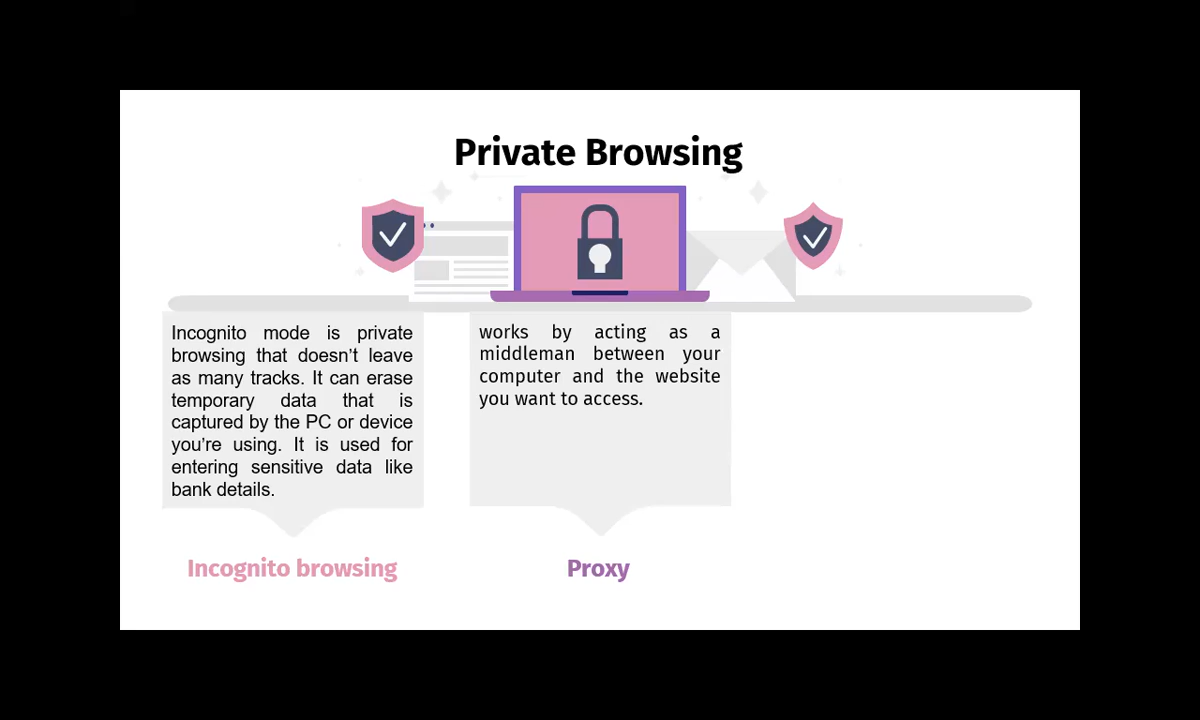 Private Browsing
Incognito mode is private
browsing that doesn’t leave
as many tracks. It can erase
temporary data that is
captured by the PC or device
you’re using. It is used for
entering sensitive data like
bank details.
works by acting as a
middleman between your
computer and the website
you want to access.
Incognito browsing
Proxy